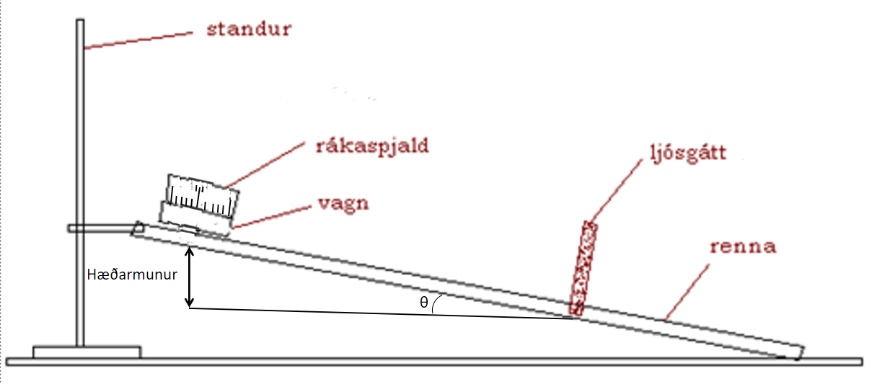 standur
rákaspjald
ljósgátt
vagn
renna
Hæðarmunur
θ